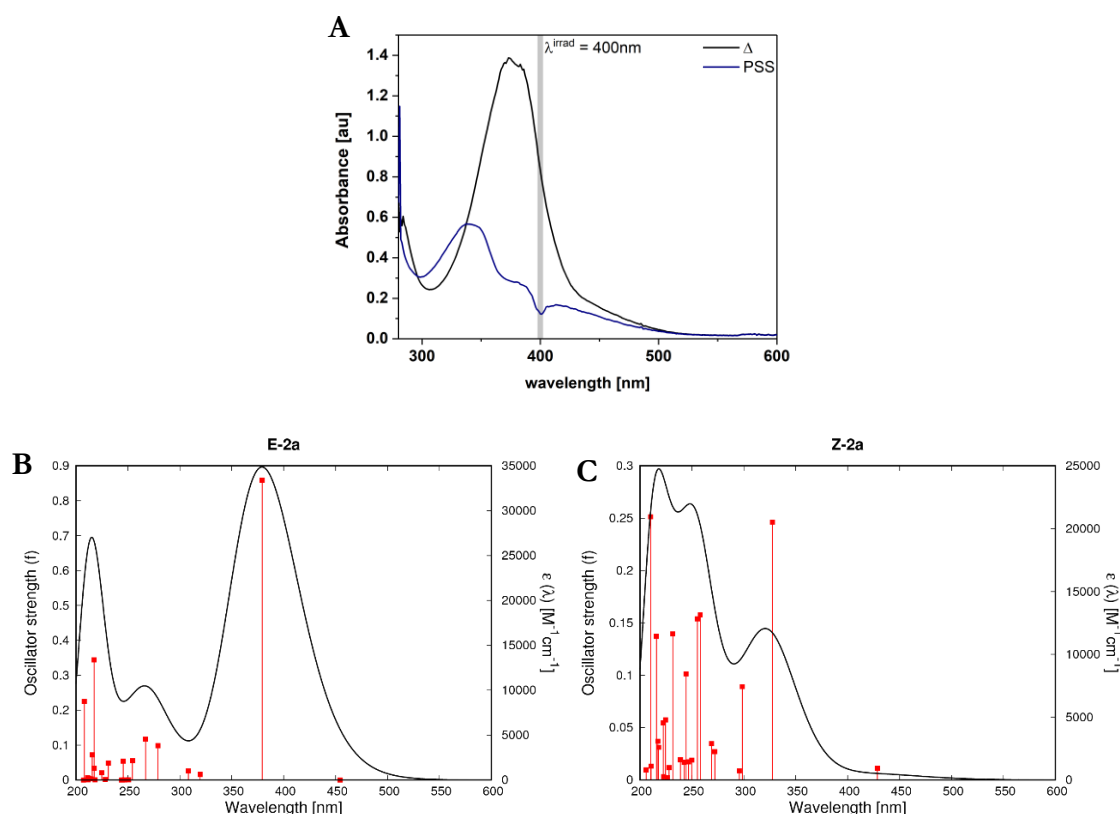 A
λirrad = 400nm
Δ
PSS
1.4
1.2
1.0
0.8
0.6
0.4
0.2
0.0
Absorbance [au]
300 400 500 600
wavelength [nm]
B
E-2a
0.9
0.8
0.7
0.6
0.5
0.4
0.3
0.2
0.1
0
Oscillator strength (f)
35000
30000
25000
20000
15000
10000
5000
0
ε (λ) [M-1cm-1]
200 250 300 350 400 450 500 550 600
Wavelength [nm]
C
Z-2a
0.3
0.25
0.2
0.15
0.1
0.05
0
Oscillator strength (f)
25000
20000
15000
10000
5000
0
ε (λ) [M-1cm-1]
200 250 300 350 400 450 500 550 600
Wavelength [nm]